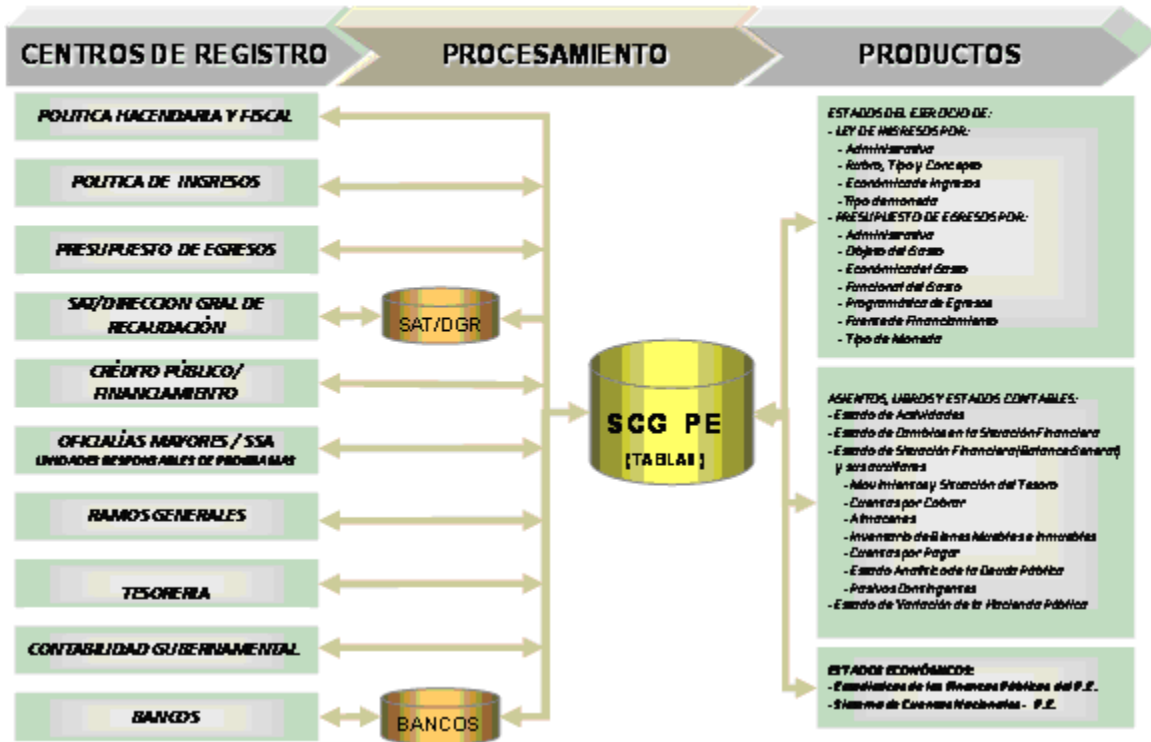 CENTROS DE REGISTRO
PROCESAMIENTO
PRODUCTOS
POLITICA HACENDARIA Y FISCAL
POLITICA DE INGRESOS
PRESUPUESTO DE EGRESOS
SAT/DIRECCION GRAL DE
RECAUDACIÓN
CRÉDITO PÚBLICO/
FINANCIAMIENTO
OFICIALÍAS MAYORES / SSA
UNIDADES RESPONSABLES DE PROGRAMAS
RAMOS GENERALES
TESORERIA
CONTABILIDAD GUBERNAMENTAL
BANCOS
SAT/DGR
BANCOS
SCG PE
(TABLAS)
ESTADOS DEL EJERCICIO DE:
- LEY DE INGRESOS POR:
- Administrativa
- Rubro, Tipo y Concepto
- Económica de Ingresos
- Tipo de moneda
- PRESUPUESTO DE EGRESOS POR:
- Administrativa
- Objeto del Gasto
- Económica del Gasto
- Funcional del Gasto
- Programática de Egresos
- Fuente de Financiamiento
- Tipo de Moneda
ASIENTOS, LIBROS Y ESTADOS CONTABLES:
- Estado de Actividades
- Estado de Cambios en la Situación Financiera
- Estado de Situación Financiera (Balance General)
y sus auxiliares
- Movimientos y Situación del Tesoro
- Cuentas por Cobrar
- Almacenes
- Inventario de Bienes Muebles e Inmuebles
- Cuentas por Pagar
- Estado Analítico de la Deuda Pública
- Pasivos Contingentes
- Estado de Variación de la Hacienda Pública
ESTADOS ECONÓMICOS:
- Estadísticas de las Finanzas Públicas del P.E.
- Sistema de Cuentas Nacionales - P.E.